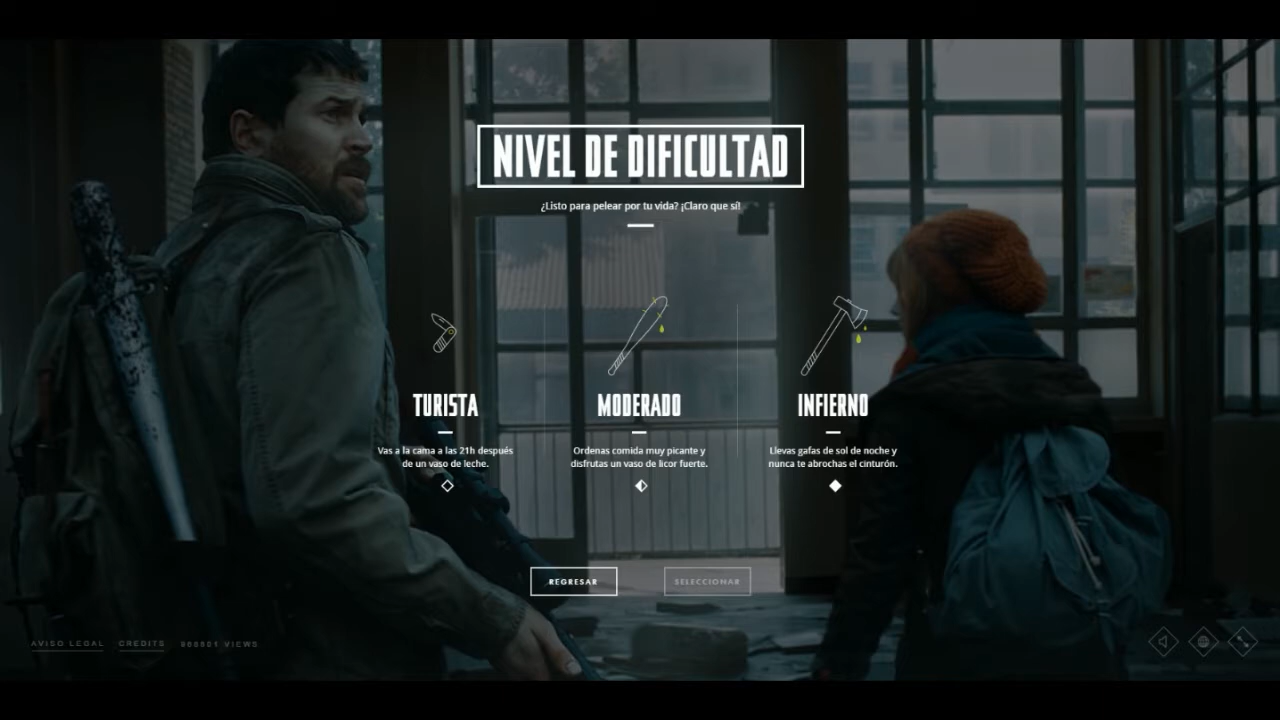 NIVEL DE DIFICULTAD
¿Listo para pelear por tu vida? ¡Claro que sí!
TURISTA
Vas a la cama a las 21h después
de un vaso de leche.
MODERADO
Ordenas comida muy picante y
disfrutas un vaso de licor fuerte.
INFIERNO
Llevas gafas de sol de noche y
nunca te abrochas el cinturón.
REGRESAR
SELECCIONAR
AVISO LEGAL CREDITS VIEWS